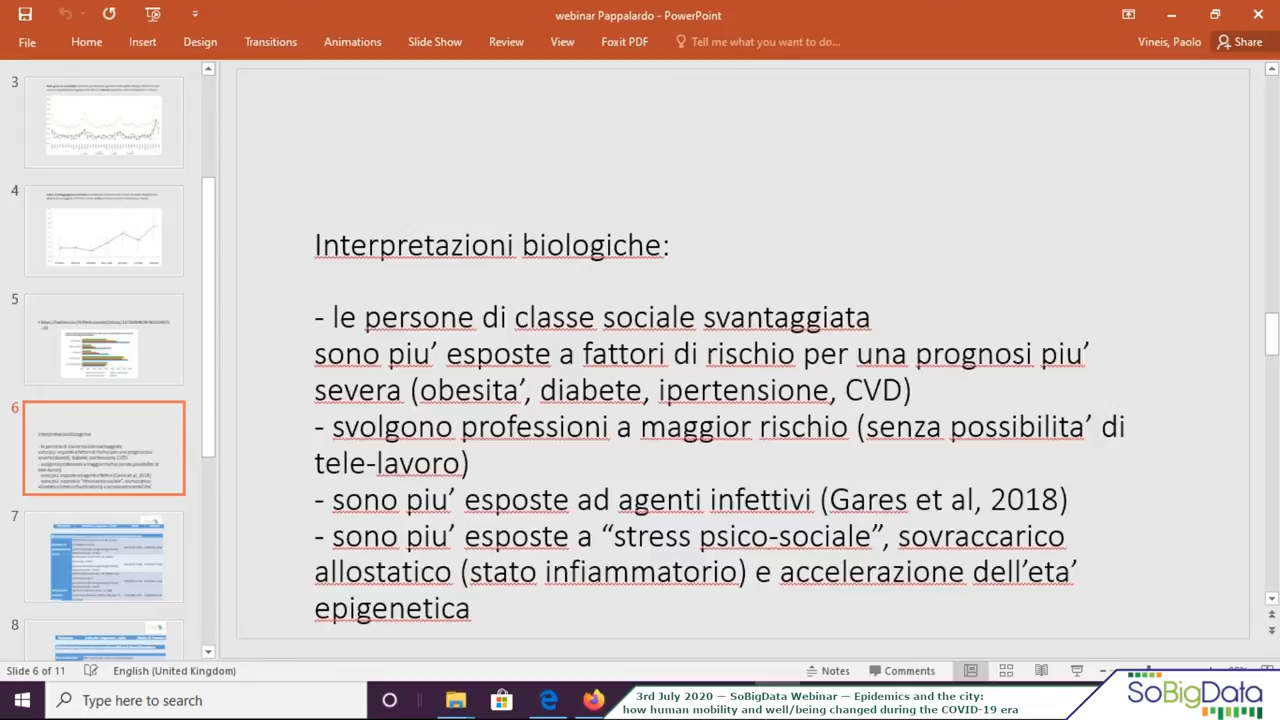 webinar Pappalardo - PowerPoint
File Home Insert Design Transitions Animations Slide Show Review View Foxit PDF Tell me what you want to do... Vineis, Paolo Share
3
4
5
6
7
8
Interpretazioni biologiche:
- le persone di classe sociale svantaggiata
sono piu’ esposte a fattori di rischio per una prognosi piu’
severa (obesita’, diabete, ipertensione, CVD)
- svolgono professioni a maggior rischio (senza possibilita’ di
tele-lavoro)
- sono piu’ esposte ad agenti infettivi (Gares et al, 2018)
- sono piu’ esposte a “stress psico-sociale”, sovraccarico
allostatico (stato infiammatorio) e accelerazione dell’eta’
epigenetica
Slide 6 of 11 English (United Kingdom) Notes Comments
Type here to search
3rd July 2020 — SoBigData Webinar — Epidemics and the city:
how human mobility and well/being changed during the COVID-19 era
SoBigData